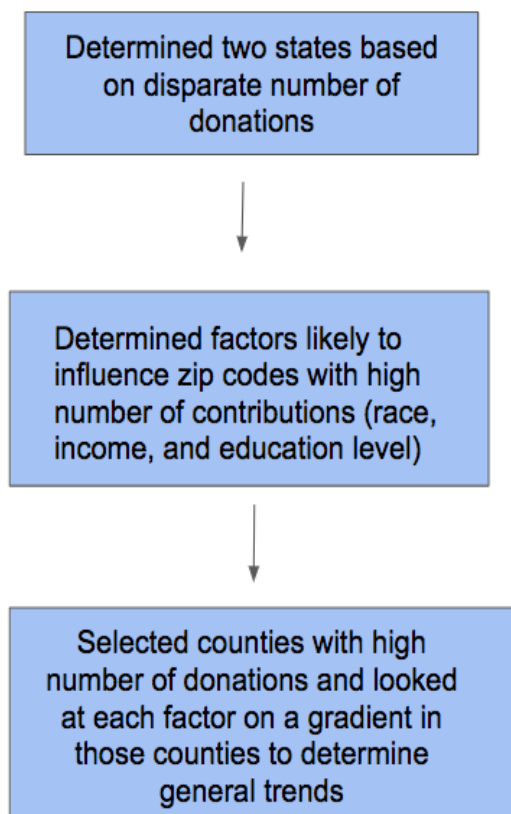 Determined two states based
on disparate number of
donations
Determined factors likely to
influence zip codes with high
number of contributions (race,
income, and education level)
Selected counties with high
number of donations and looked
at each factor on a gradient in
those counties to determine
general trends